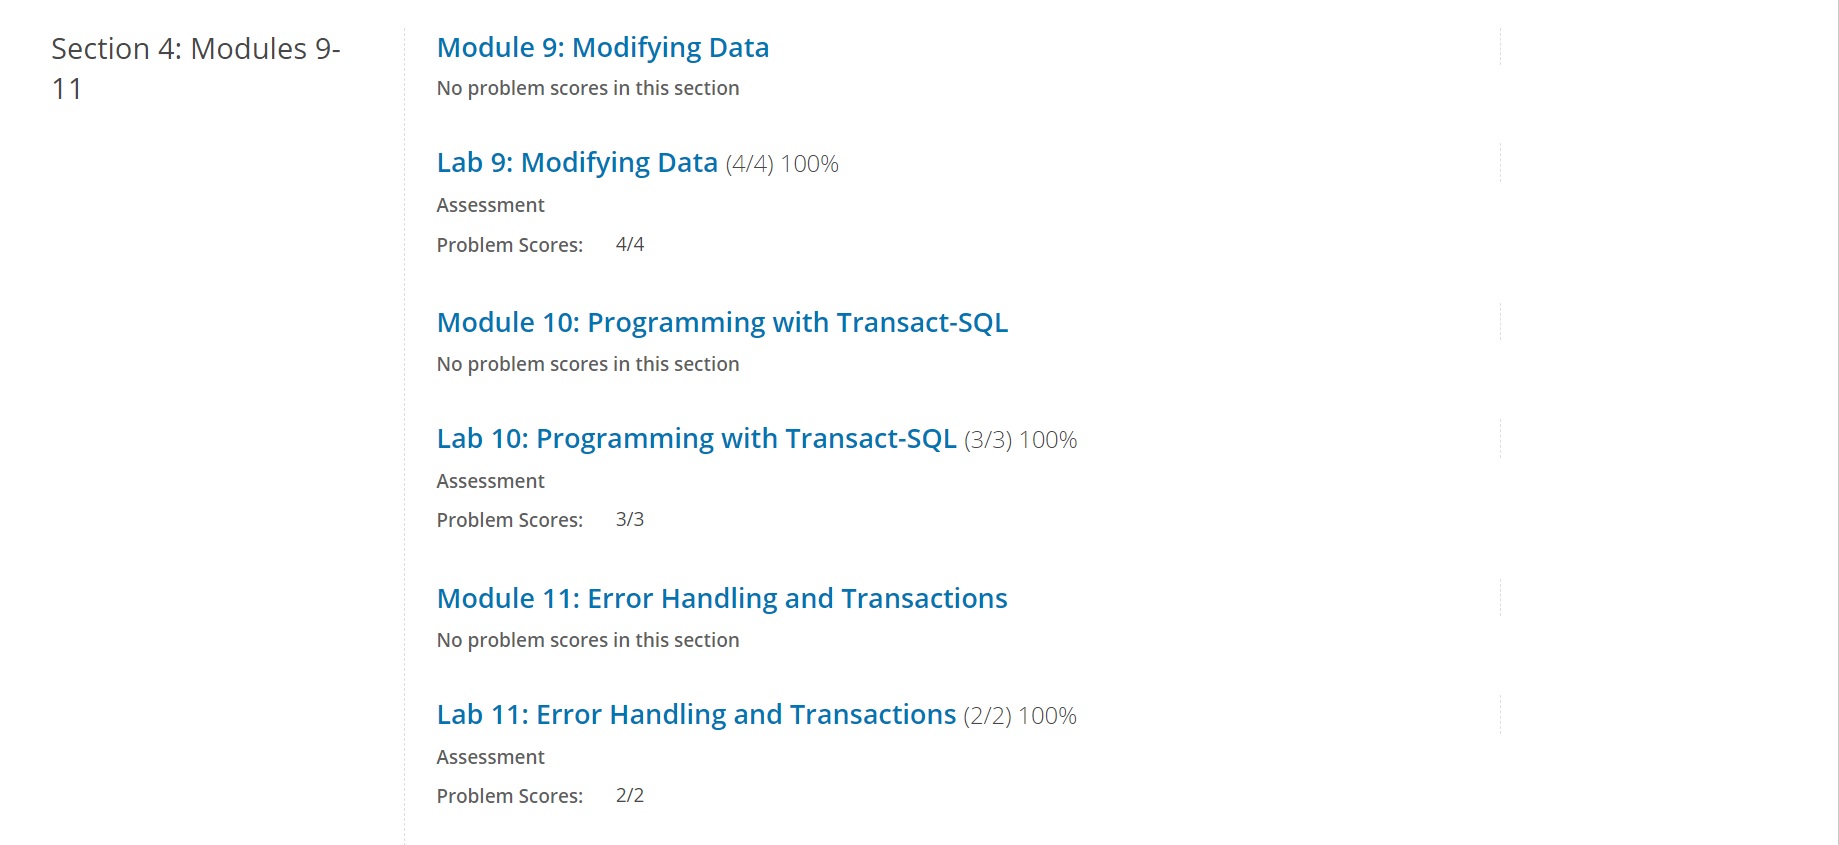 Section 4: Modules 9-
11
Module 9: Modifying Data
No problem scores in this section
Lab 9: Modifying Data (4/4) 100%
Assessment
Problem Scores: 4/4
Module 10: Programming with Transact-SQL
No problem scores in this section
Lab 10: Programming with Transact-SQL (3/3) 100%
Assessment
Problem Scores: 3/3
Module 11: Error Handling and Transactions
No problem scores in this section
Lab 11: Error Handling and Transactions (2/2) 100%
Assessment
Problem Scores: 2/2